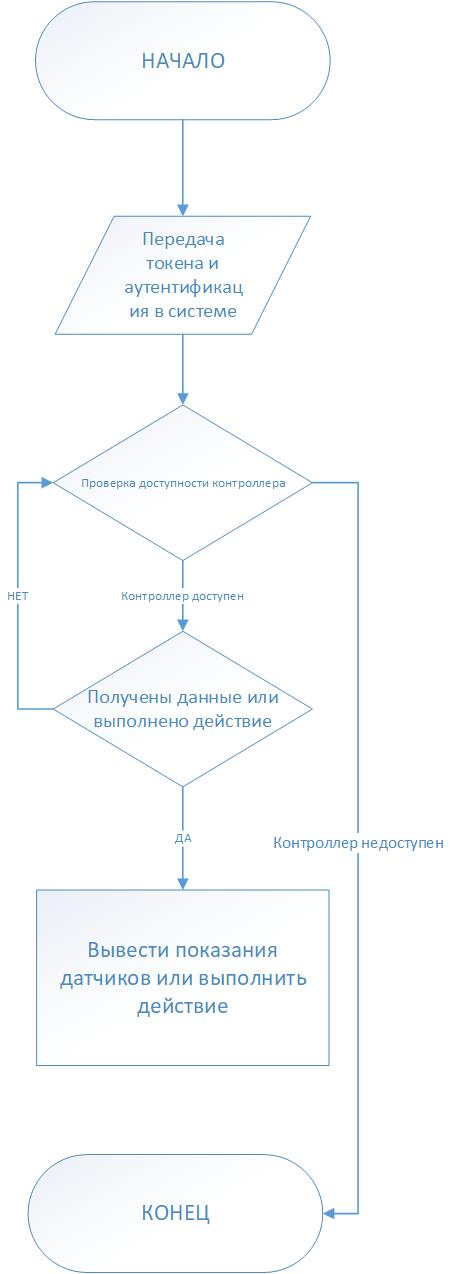 НАЧАЛО
Передача
токена и
аутентификац
ия в системе
Проверка доступности контроллера
НЕТ
Контроллер доступен
Получены данные или
выполнено действие
ДА
Контроллер недоступен
Вывести показания
датчиков или выполнить
действие
КОНЕЦ